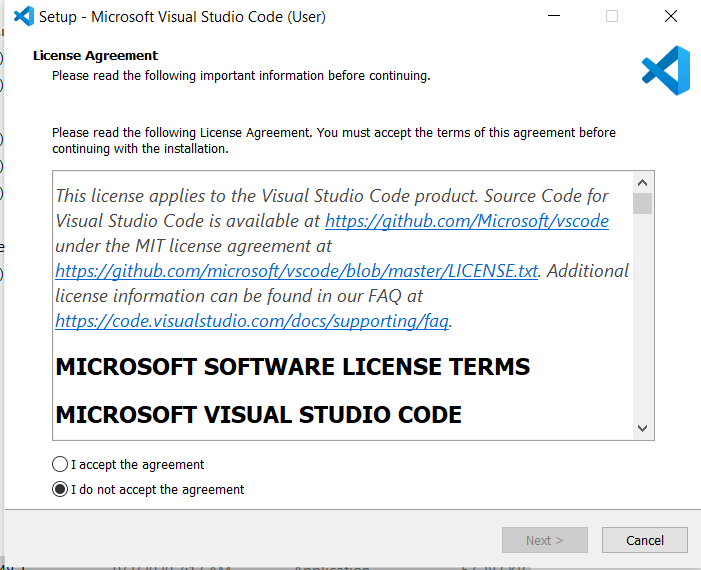 Setup - Microsoft Visual Studio Code (User)
License Agreement
Please read the following important information before continuing.
Please read the following License Agreement. You must accept the terms of this agreement before
continuing with the installation.
This license applies to the Visual Studio Code product. Source Code for
Visual Studio Code is available at https://github.com/Microsoft/vscode
under the MIT license agreement at
https://github.com/microsoft/vscode/blob/master/LICENSE.txt. Additional
license information can be found in our FAQ at
https://code.visualstudio.com/docs/supporting/faq.
MICROSOFT SOFTWARE LICENSE TERMS
MICROSOFT VISUAL STUDIO CODE
I accept the agreement
I do not accept the agreement
Next >
Cancel